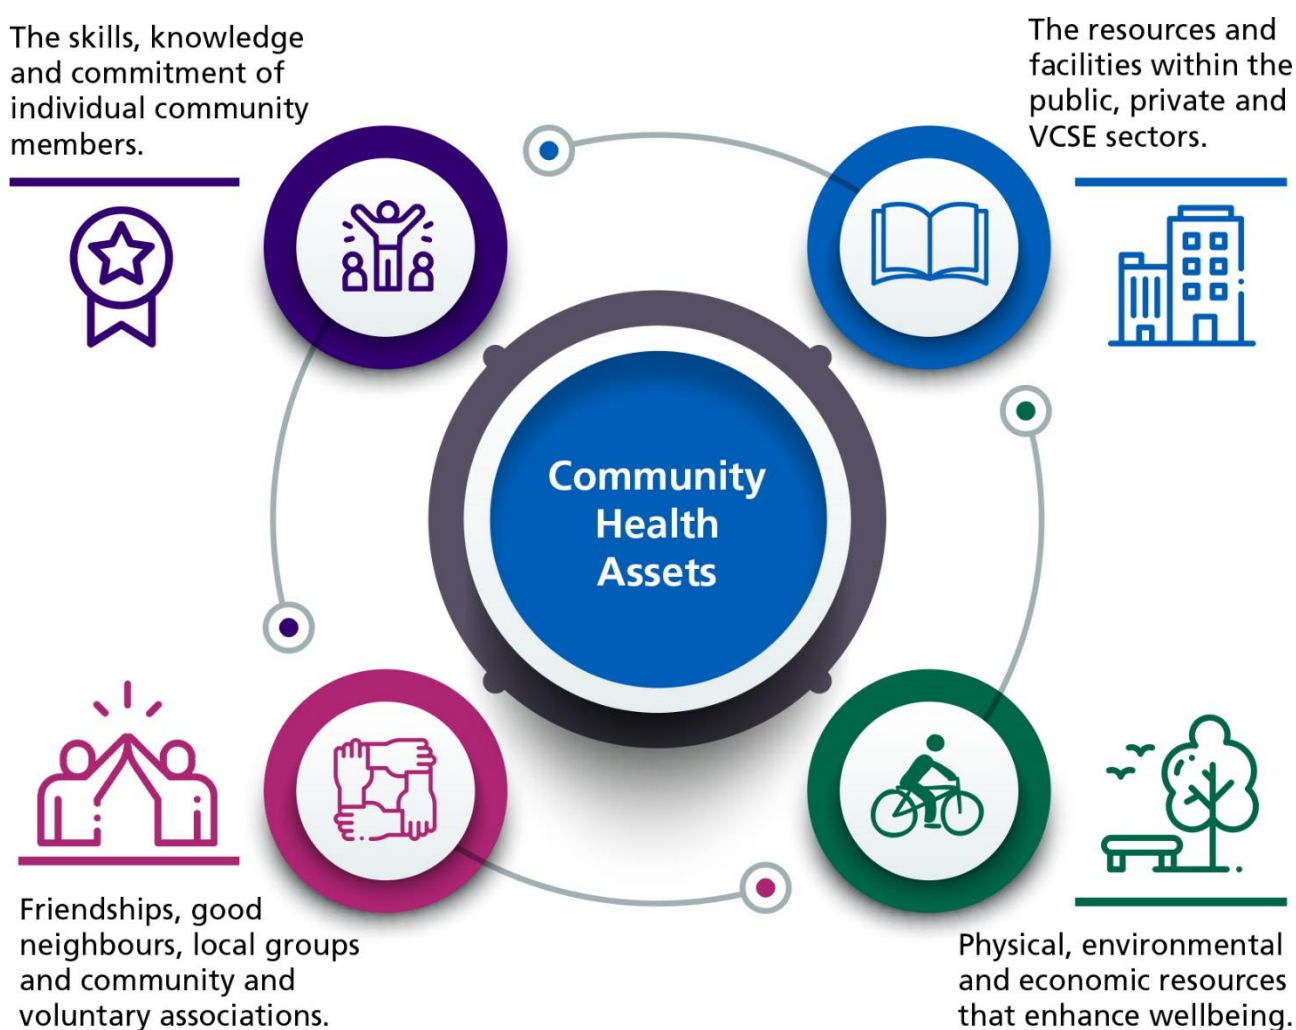 The skills, knowledge
and commitment of
individual community
members.
The resources and
facilities within the
public, private and
VCSE sectors.
Community
Health
Assets
Friendships, good
neighbours, local groups
and community and
voluntary associations.
Physical, environmental
and economic resources
that enhance wellbeing.